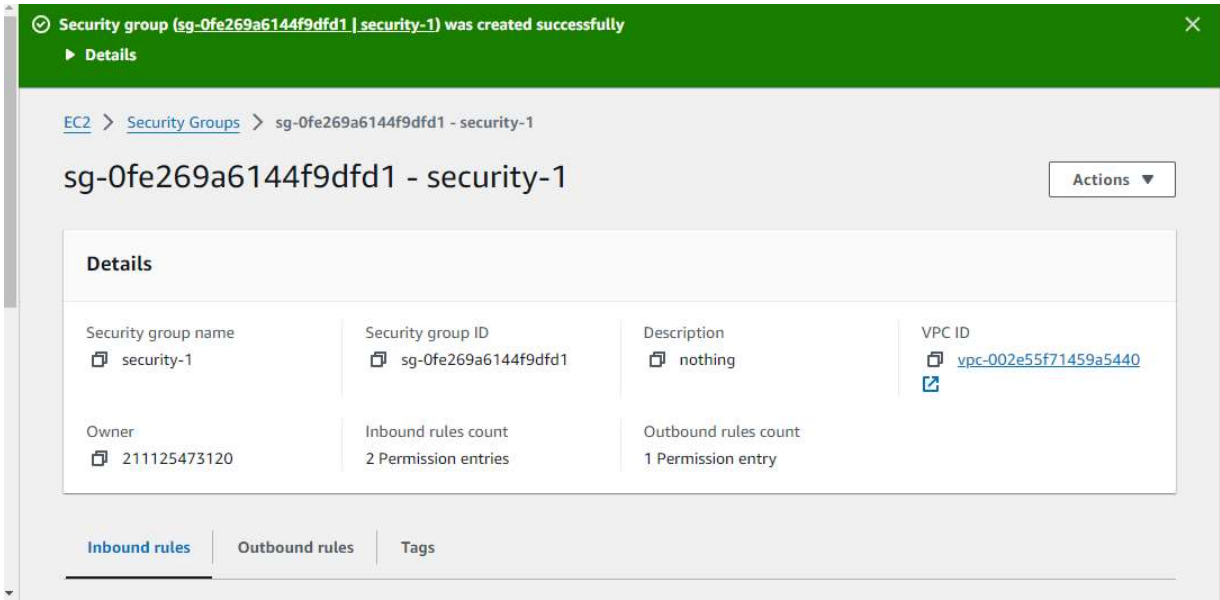 Security group (sg-0fe269a6144f9dfd1 | security-1) was created successfully
Details
EC2 > Security Groups > sg-0fe269a6144f9dfd1 - security-1
sg-0fe269a6144f9dfd1 - security-1
Actions
Details
Security group name
security-1
Security group ID
sg-0fe269a6144f9dfd1
Description
nothing
VPC ID
vpc-002e55f71459a5440
Owner
211125473120
Inbound rules count
2 Permission entries
Outbound rules count
1 Permission entry
Inbound rules
Outbound rules
Tags